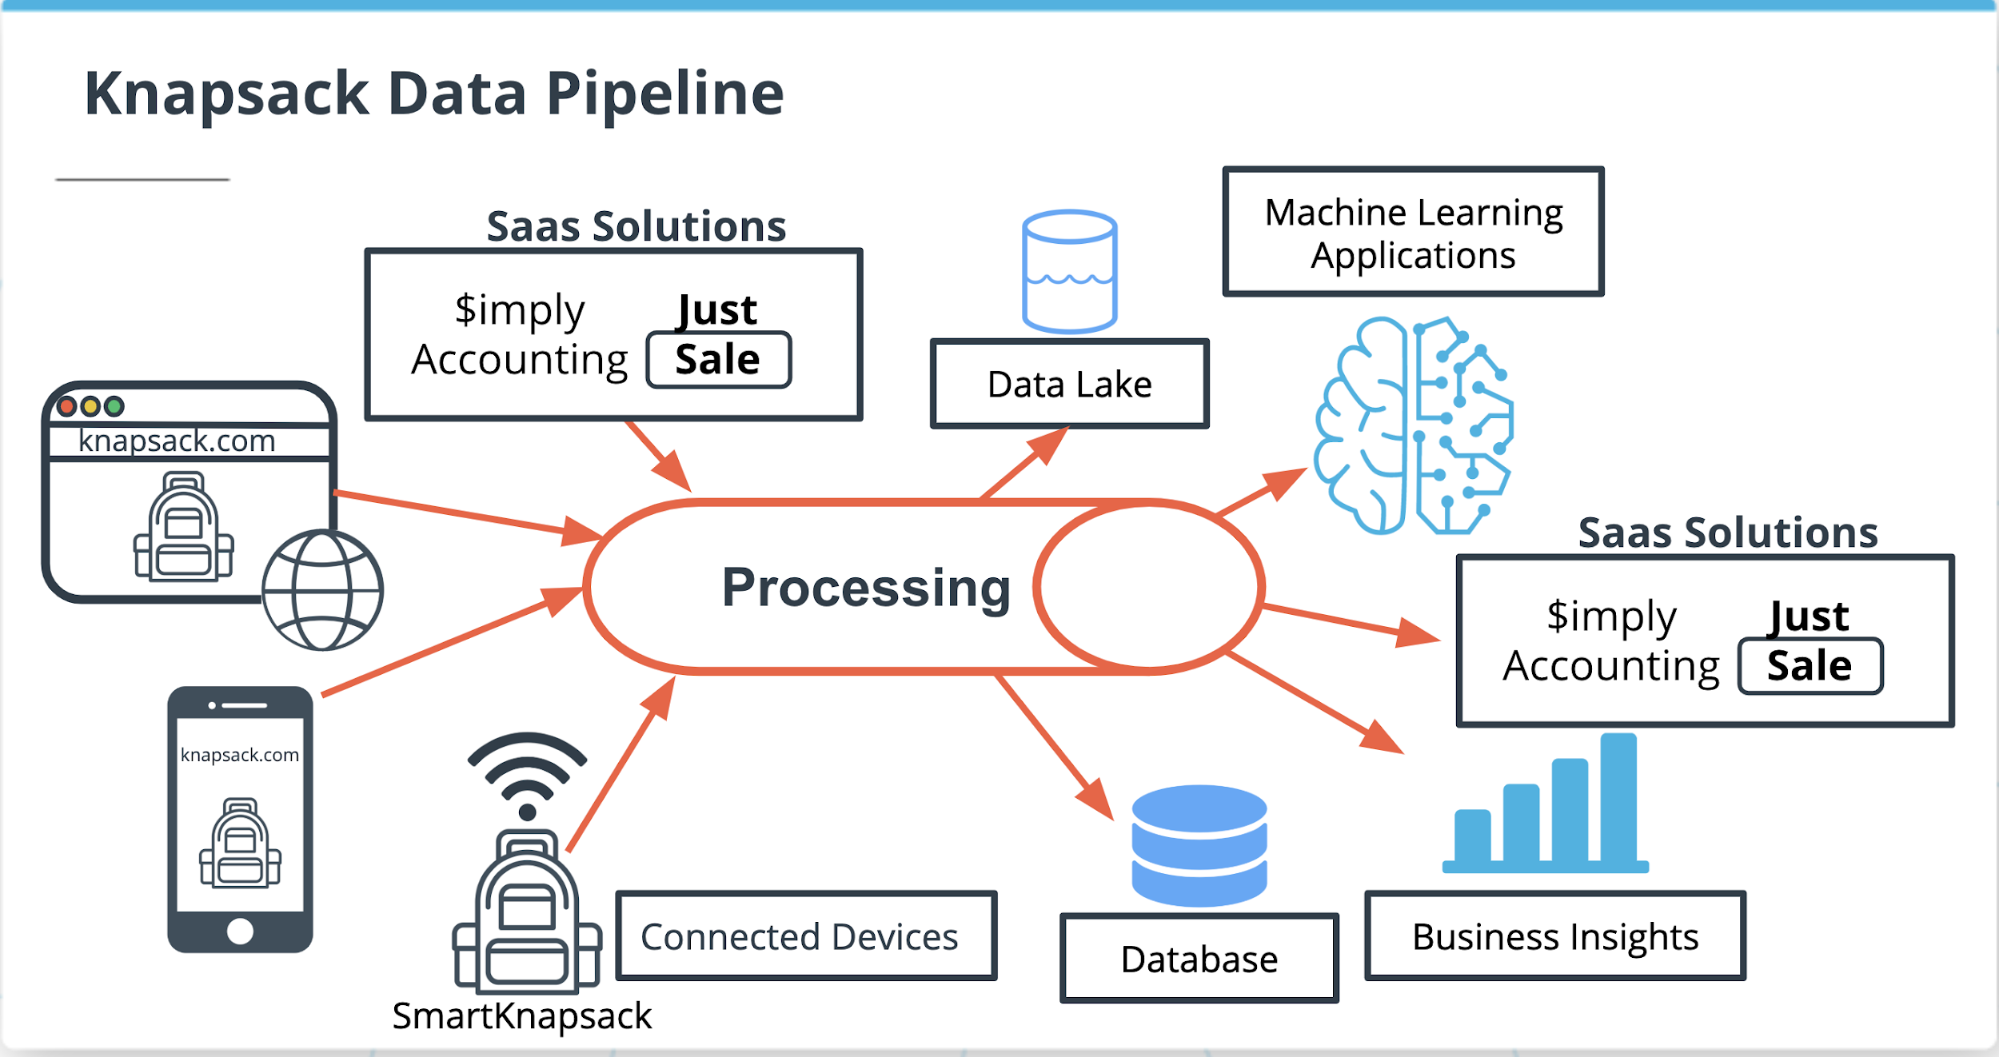 Knapsack Data Pipeline
Saas Solutions
$imply
Accounting
Just
Sale
Data Lake
Machine Learning
Applications
knapsack.com
Processing
Saas Solutions
$imply
Accounting
Just
Sale
knapsack.com
SmartKnapsack
Connected Devices
Database
Business Insights